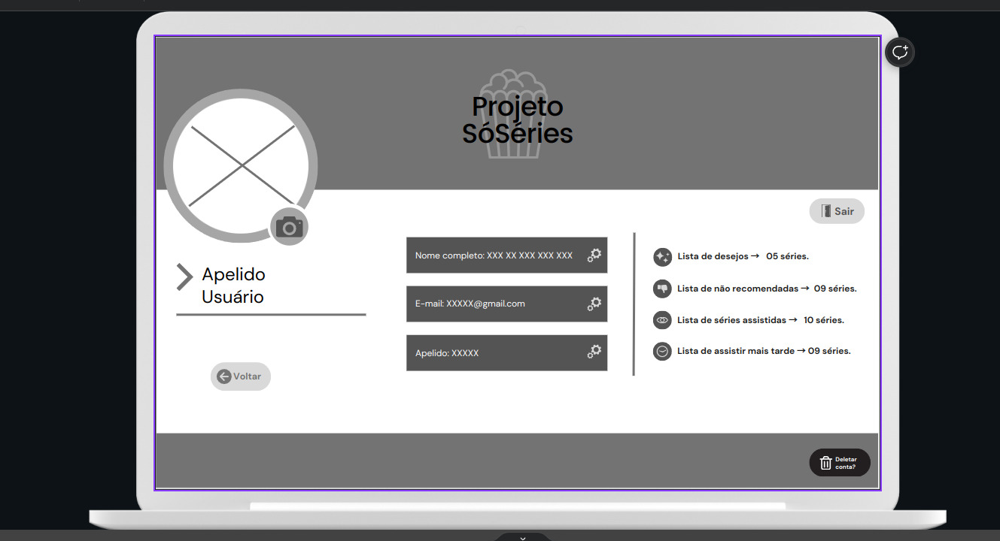 Projeto
SóSéries
Sair
Apelido
Usuário
Voltar
Nome completo: XXX XX XXX XXX XXX
E-mail: XXXXX@gmail.com
Apelido: XXXXX
Lista de desejos → 05 séries.
Lista de não recomendadas → 09 séries.
Lista de séries assistidas → 10 séries.
Lista de assistir mais tarde → 09 séries.
Deletar
conta?